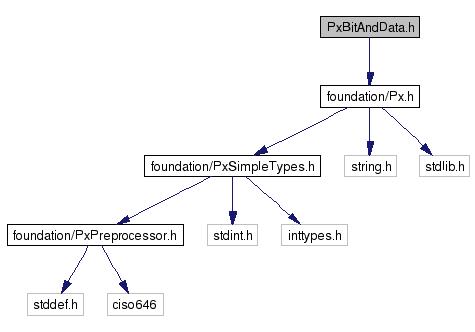 PxBitAndData.h
foundation/Px.h
foundation/PxSimpleTypes.h
string.h
stdlib.h
foundation/PxPreprocessor.h
stdint.h
inttypes.h
stddef.h
ciso646